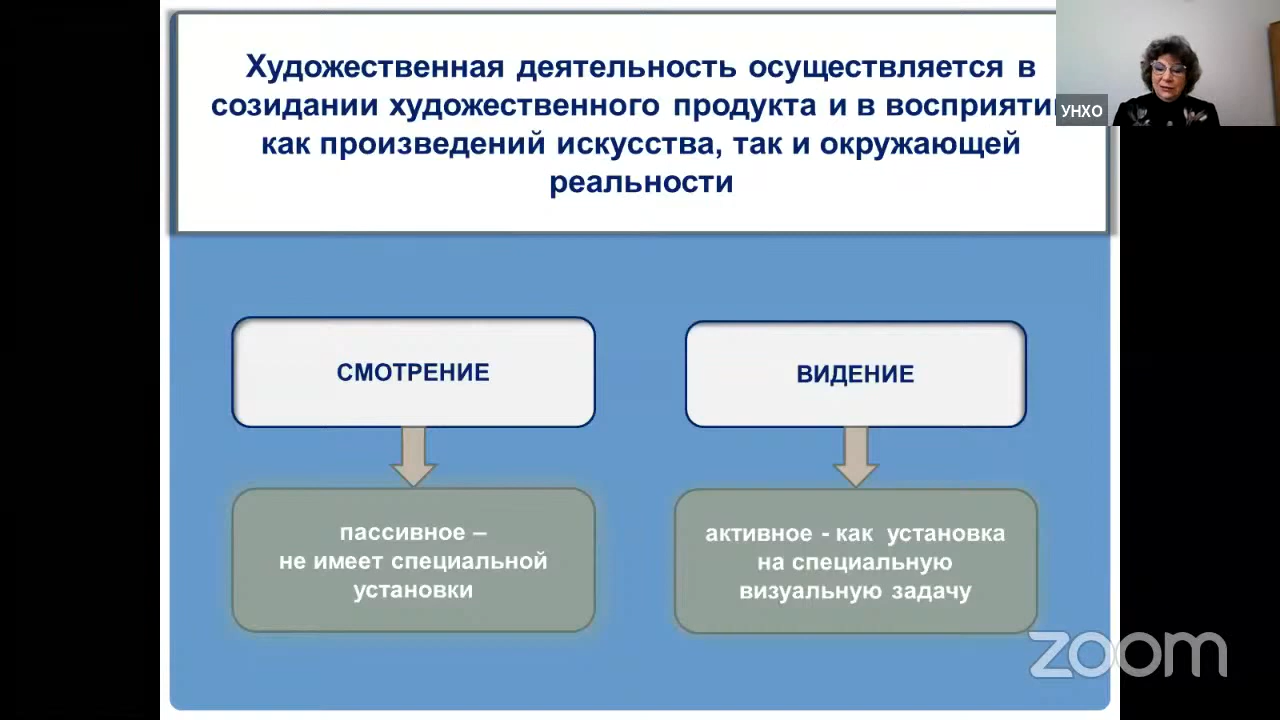 Художественная деятельность осуществляется в
созидании художественного продукта и в восприяти
как произведений искусства, так и окружающей
реальности
УНХО
СМОТРЕНИЕ
ВИДЕНИЕ
пассивное –
не имеет специальной
установки
активное - как установка
на специальную
визуальную задачу
zoom